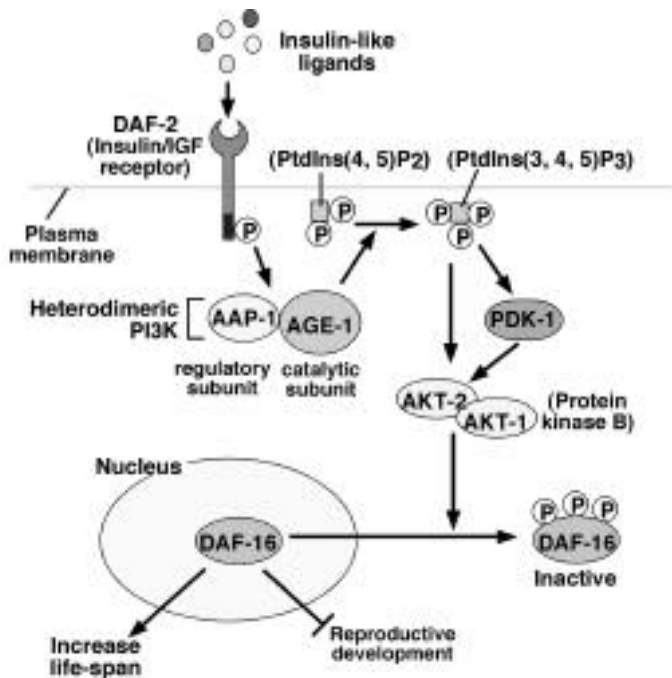 Insulin-like
ligands
DAF-2
(Insulin/IGF
receptor)
(PtdIns(4, 5)P2)
(PtdIns(3, 4, 5)P3)
P
P
P
P
P
P
Plasma
membrane
Heterodimeric
PI3K
AAP-1
AGE-1
PDK-1
regulatory
subunit
catalytic
subunit
AKT-2
AKT-1
(Protein
kinase B)
Nucleus
P
P
P
DAF-16
DAF-16
Inactive
Increase
life-span
Reproductive
development